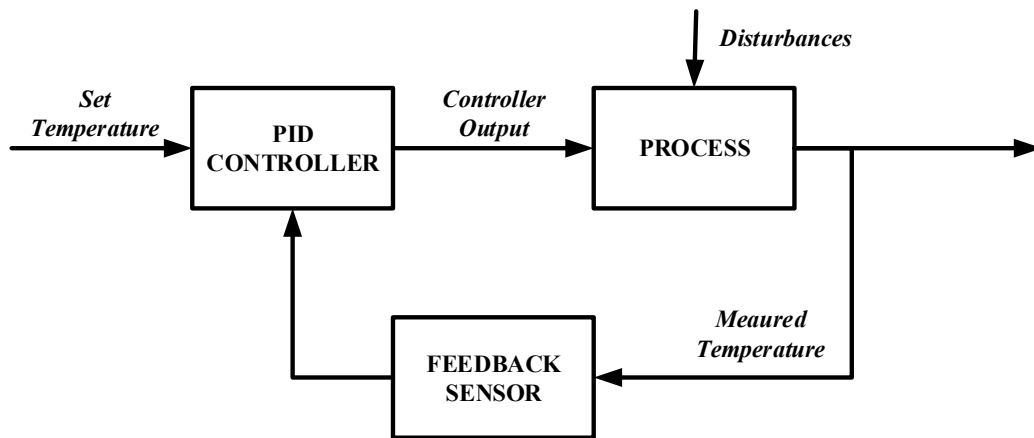 Disturbances
Set
Temperature
PID
CONTROLLER
Controller
Output
PROCESS
Meaured
Temperature
FEEDBACK
SENSOR